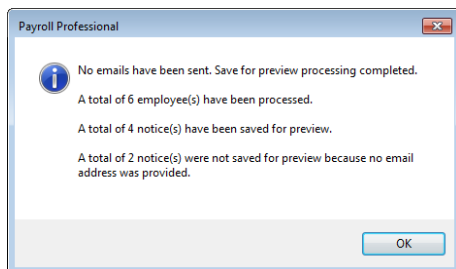 Payroll Professional
No emails have been sent. Save for preview processing completed.
A total of 6 employee(s) have been processed.
A total of 4 notice(s) have been saved for preview.
A total of 2 notice(s) were not saved for preview because no email
address was provided.
OK